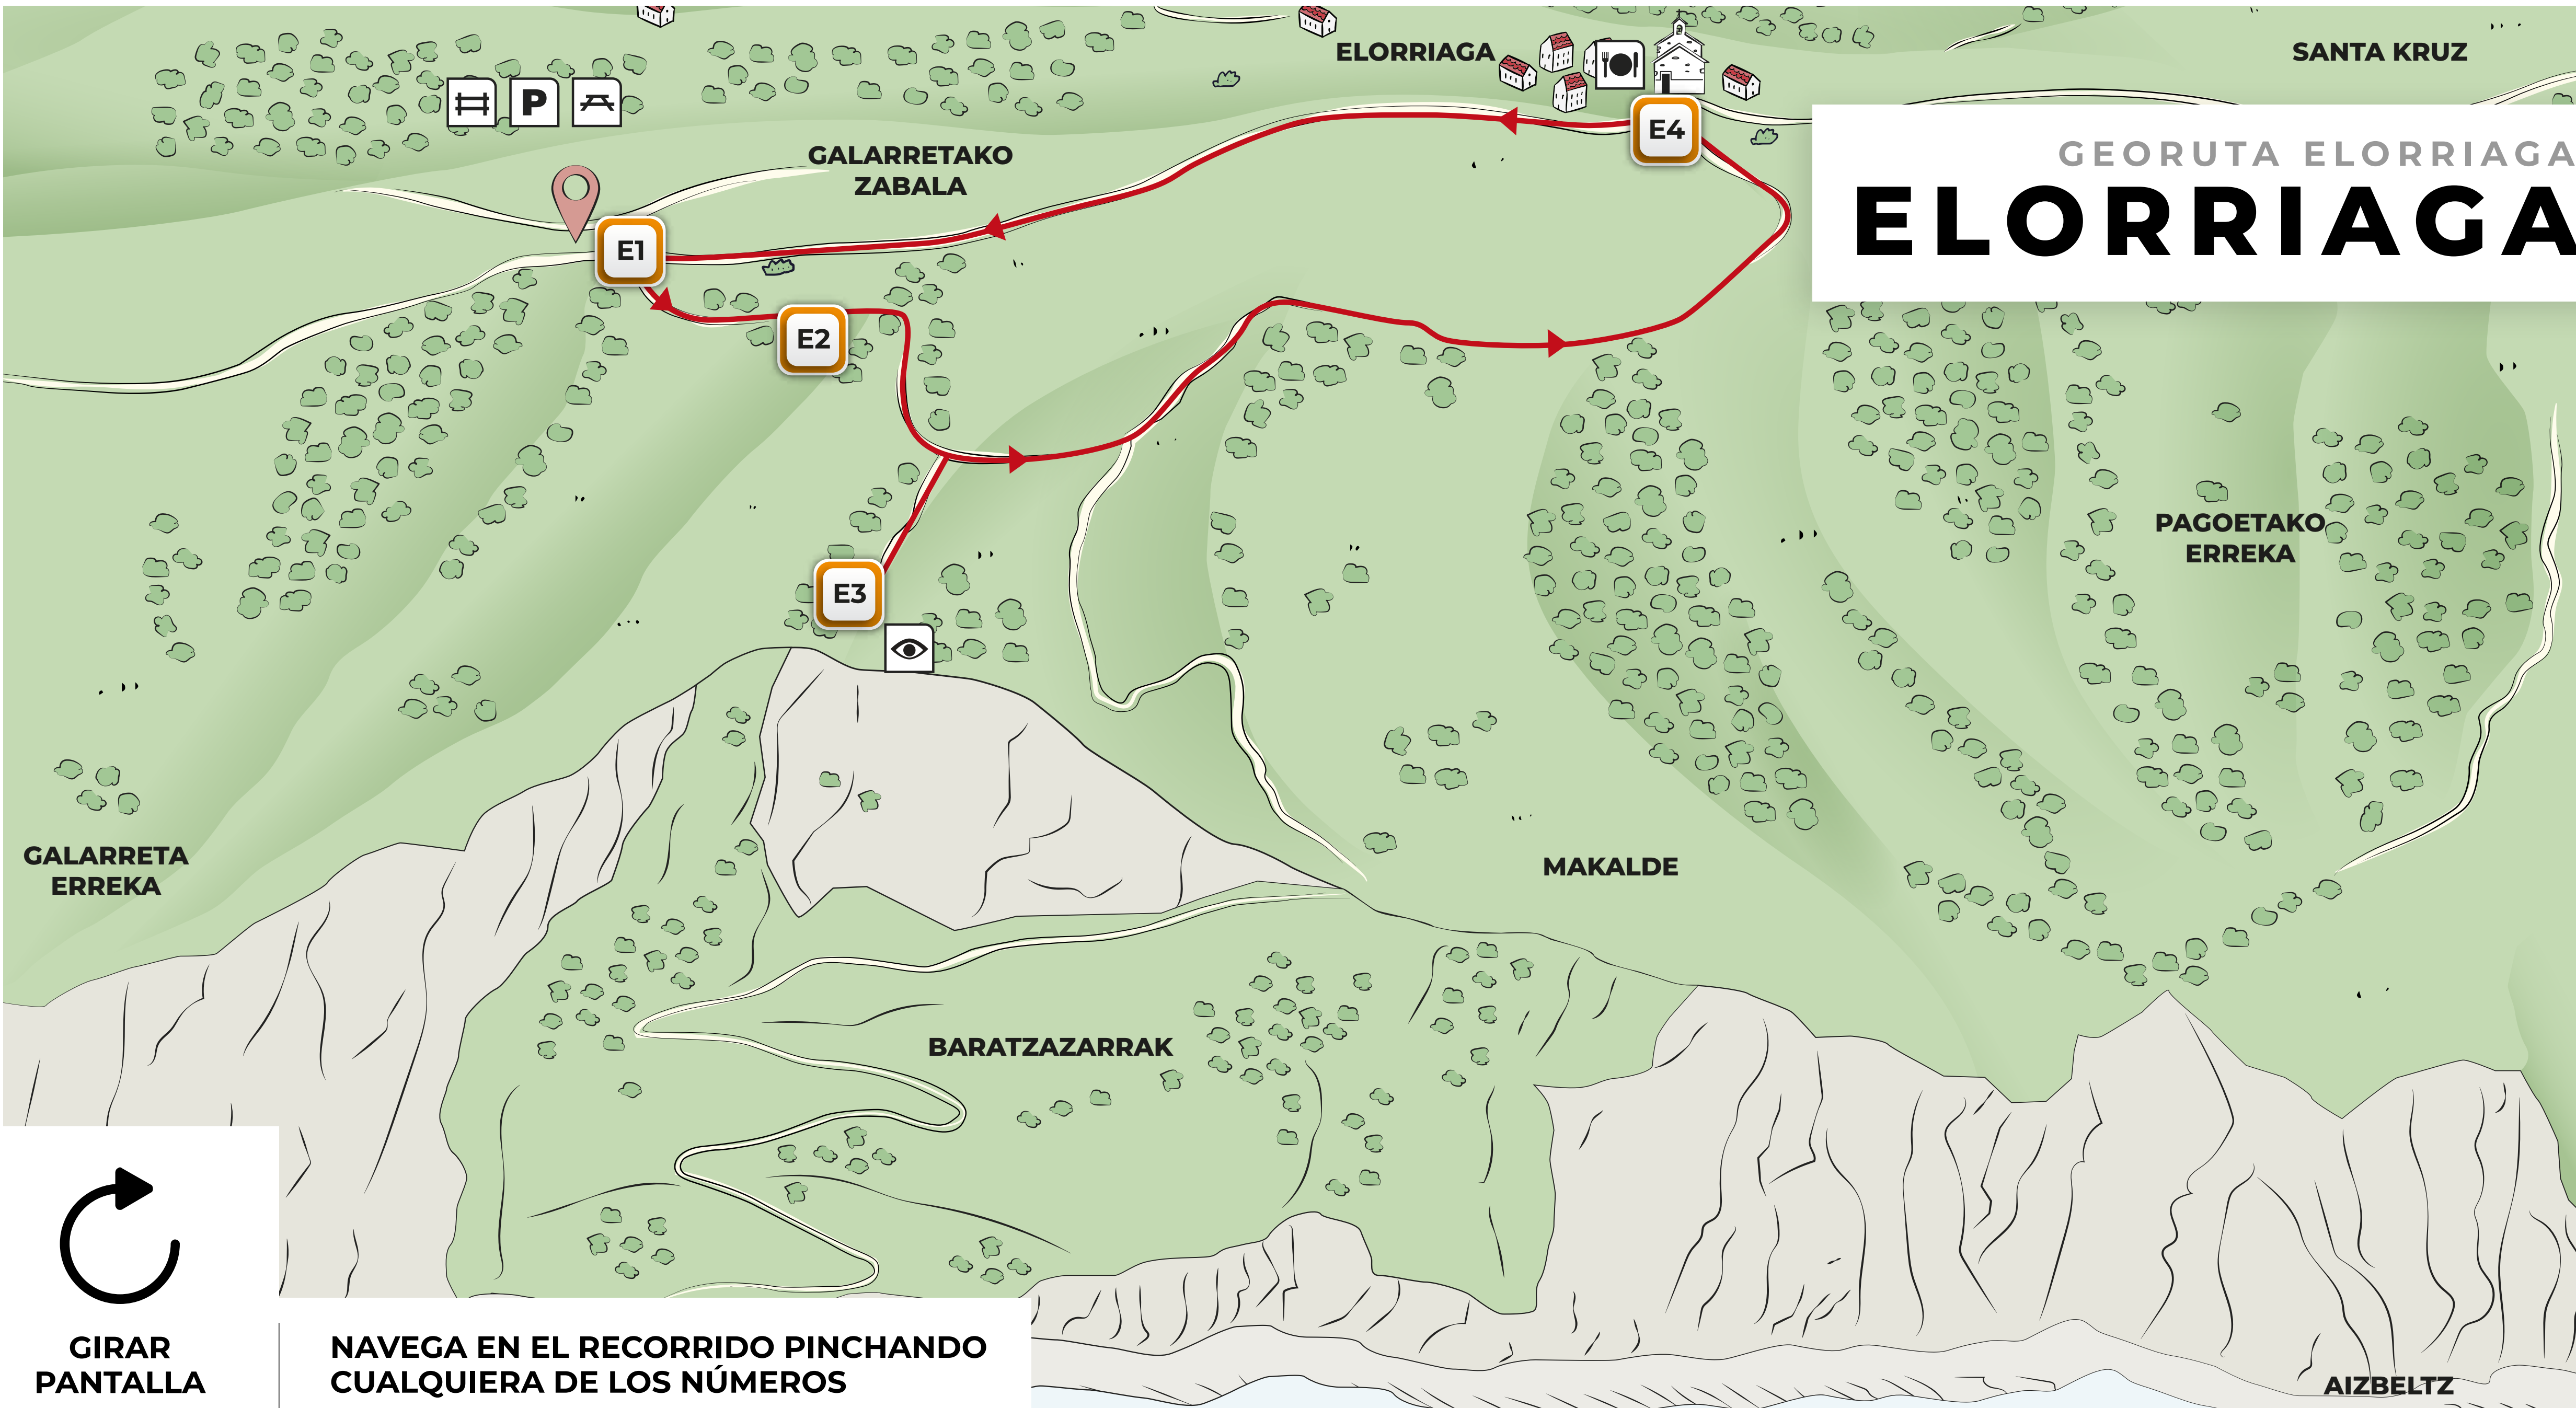 ELORRIAGA
SANTA KRUZ
P
GEORUTA ELORRIAGA
ELORRIAGA
E4
GALARRETAKO
ZABALA
E1
E2
PAGOETAKO
ERREKA
E3
GALARRETA
ERREKA
MAKALDE
BARATZAZARRAK
GIRAR
PANTALLA
NAVEGA EN EL RECORRIDO PINCHANDO
CUALQUIERA DE LOS NÚMEROS
AIZBELTZ